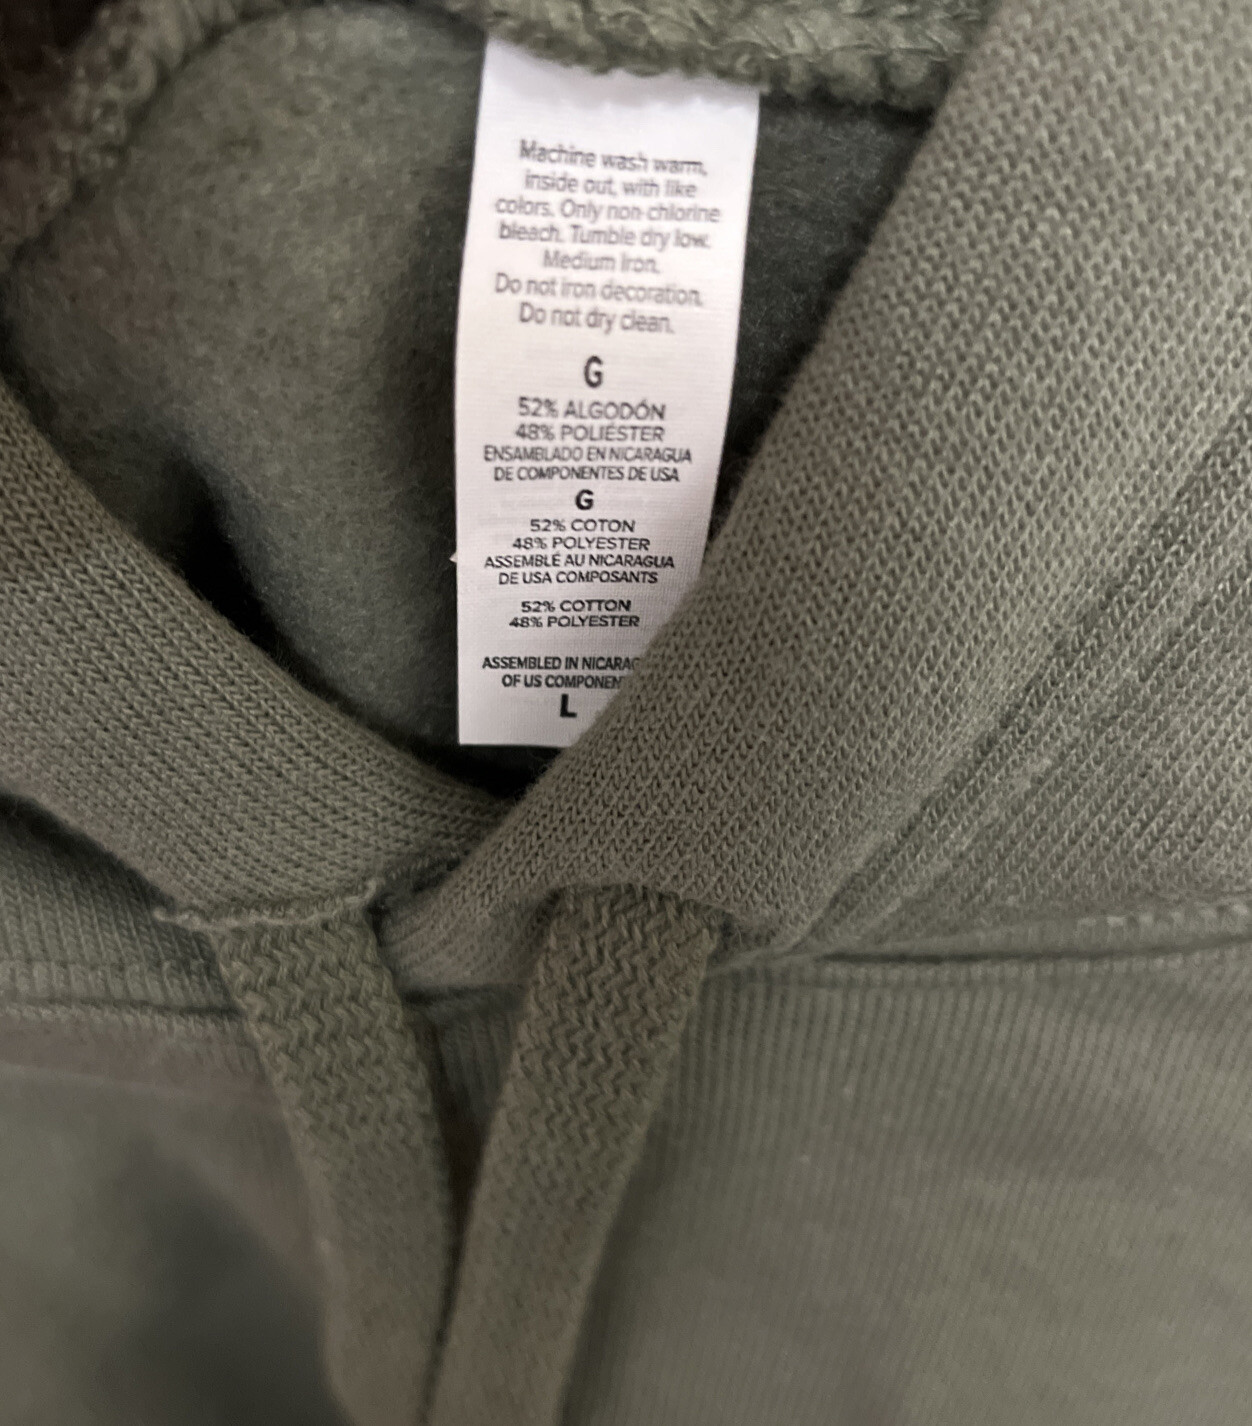 Machine wash warm,
inside out, with like
colors. Only non-chlorine
bleach. Tumble dry low.
Medium Iron.
Do not iron decoration.
Do not dry clean.
G
52% ALGODÓN
48% POLIÉSTER
ENSAMBLADO EN NICARAGUA
DE COMPONENTES DE USA
G
52% COTON
48% POLYESTER
ASSEMBLÉ AU NICARAGUA
DE USA COMPOSANTS
52% COTTON
48% POLYESTER
ASSEMBLED IN NICARAG
OF US COMPONEN
L